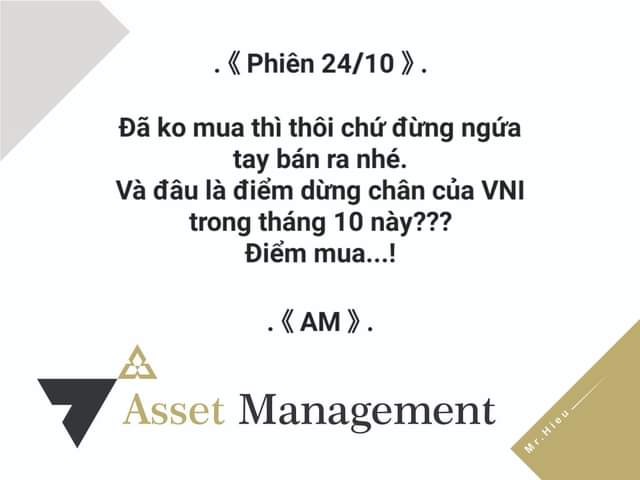 .《 Phiên 24/10 》.
Đã ko mua thì thôi chứ đừng ngứa
tay bán ra nhé.
Và đâu là điểm dừng chân của VNI
trong tháng 10 này???
Điểm mua...!
.《 AM 》.
Asset Management
Mr.Hieu